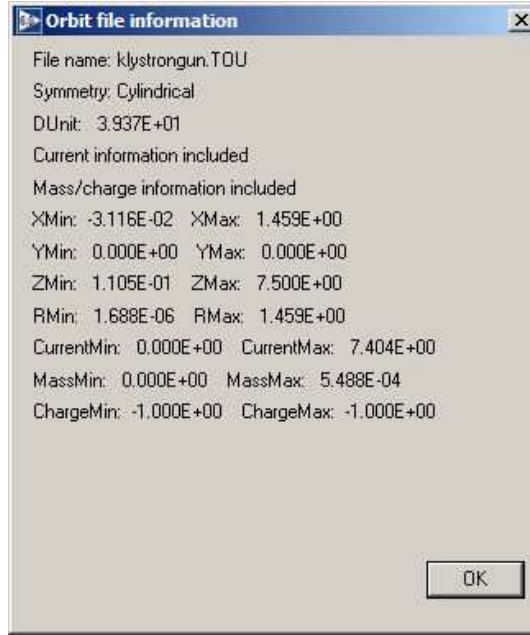 Orbit file information
File name: klystrongun.TOU
Symmetry: Cylindrical
DUnit: 3.937E+01
Current information included
Mass/charge information included
XMin: -3.116E-02 XMax: 1.459E+00
YMin: 0.000E+00 YMax: 0.000E+00
ZMin: 1.105E-01 ZMax: 7.500E+00
RMin: 1.688E-06 RMax: 1.459E+00
CurrentMin: 0.000E+00 CurrentMax: 7.404E+00
MassMin: 0.000E+00 MassMax: 5.488E-04
ChargeMin: -1.000E+00 ChargeMax: -1.000E+00
OK